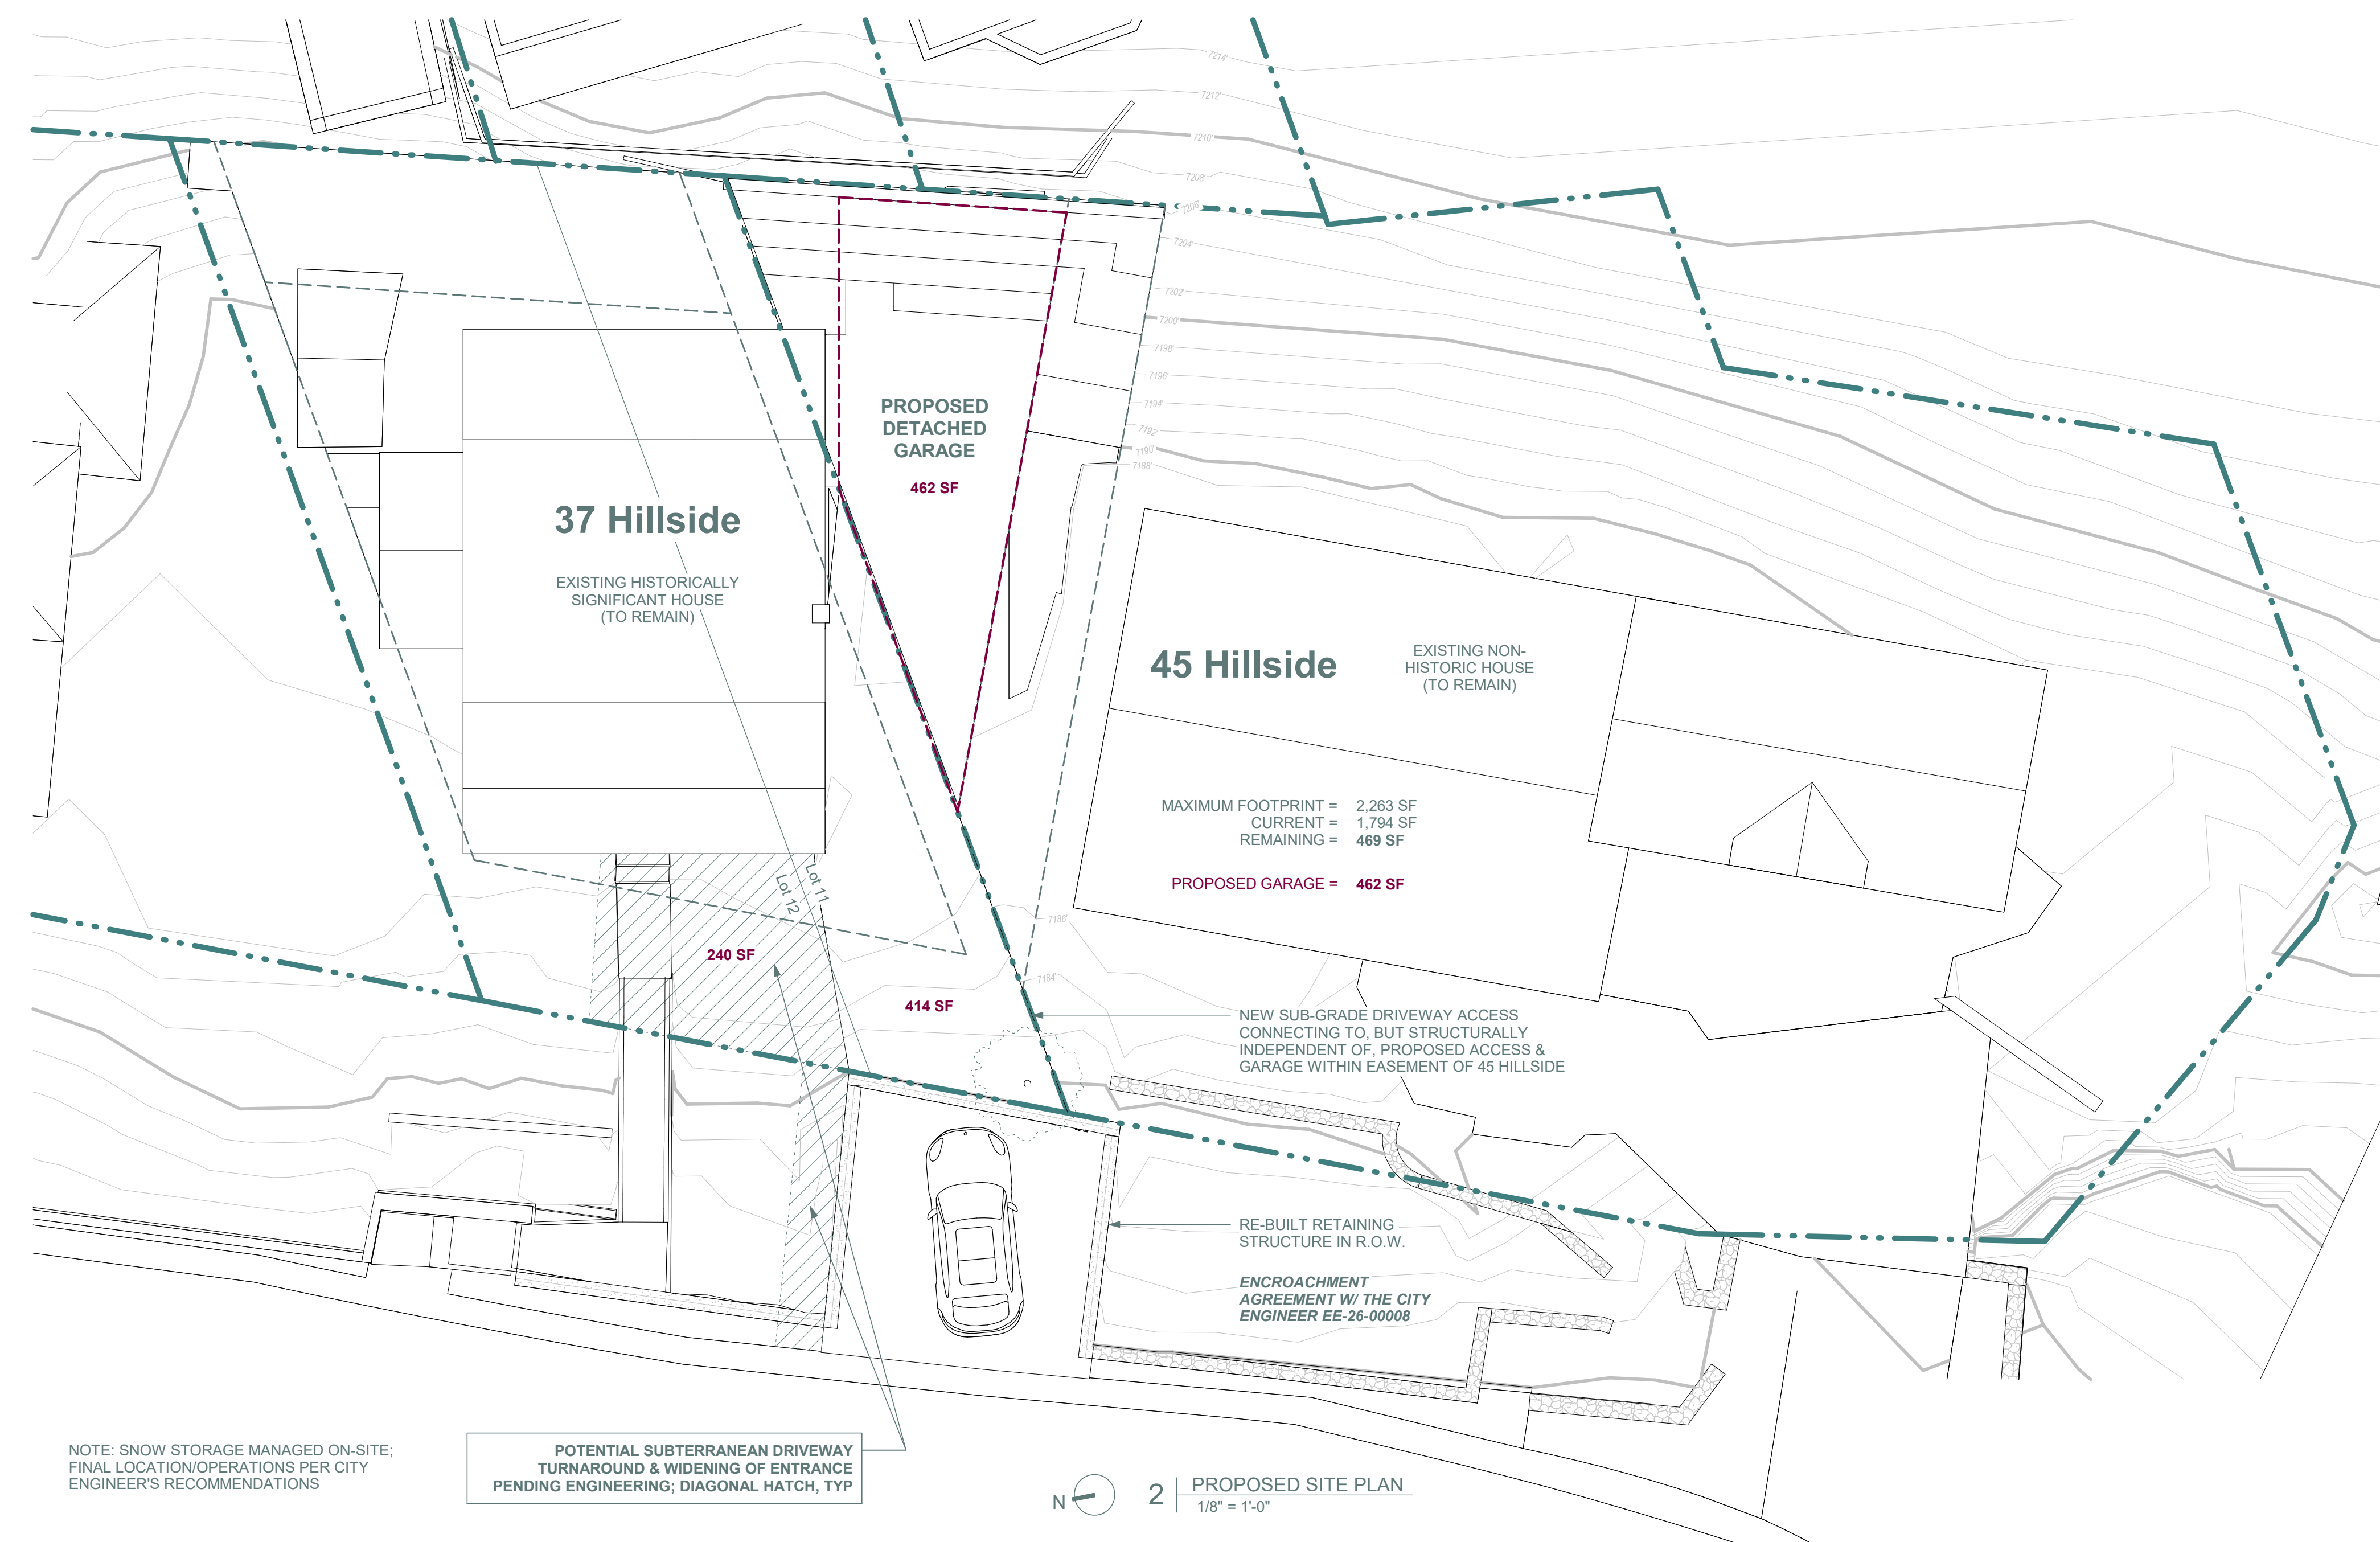 7214'
7212'
7210'
7208'
7206'
7204'
7202'
7200'
7198'
7196'
7194'
7192'
7190'
7188'
PROPOSED
DETACHED
GARAGE
462 SF
37 Hillside
EXISTING HISTORICALLY
SIGNIFICANT HOUSE
(TO REMAIN)
45 Hillside
EXISTING NON-
HISTORIC HOUSE
(TO REMAIN)
MAXIMUM FOOTPRINT = 2,263 SF
CURRENT = 1,794 SF
REMAINING = 469 SF
PROPOSED GARAGE = 462 SF
Lot 11
Lot 12
7186'
240 SF
7184'
414 SF
NEW SUB-GRADE DRIVEWAY ACCESS
CONNECTING TO, BUT STRUCTURALLY
INDEPENDENT OF, PROPOSED ACCESS &
GARAGE WITHIN EASEMENT OF 45 HILLSIDE
RE-BUILT RETAINING
STRUCTURE IN R.O.W.
ENCROACHMENT
AGREEMENT W/ THE CITY
ENGINEER EE-26-00008
NOTE: SNOW STORAGE MANAGED ON-SITE;
FINAL LOCATION/OPERATIONS PER CITY
ENGINEER'S RECOMMENDATIONS
POTENTIAL SUBTERRANEAN DRIVEWAY
TURNAROUND & WIDENING OF ENTRANCE
PENDING ENGINEERING; DIAGONAL HATCH, TYP
N
2 PROPOSED SITE PLAN
1/8" = 1'-0"